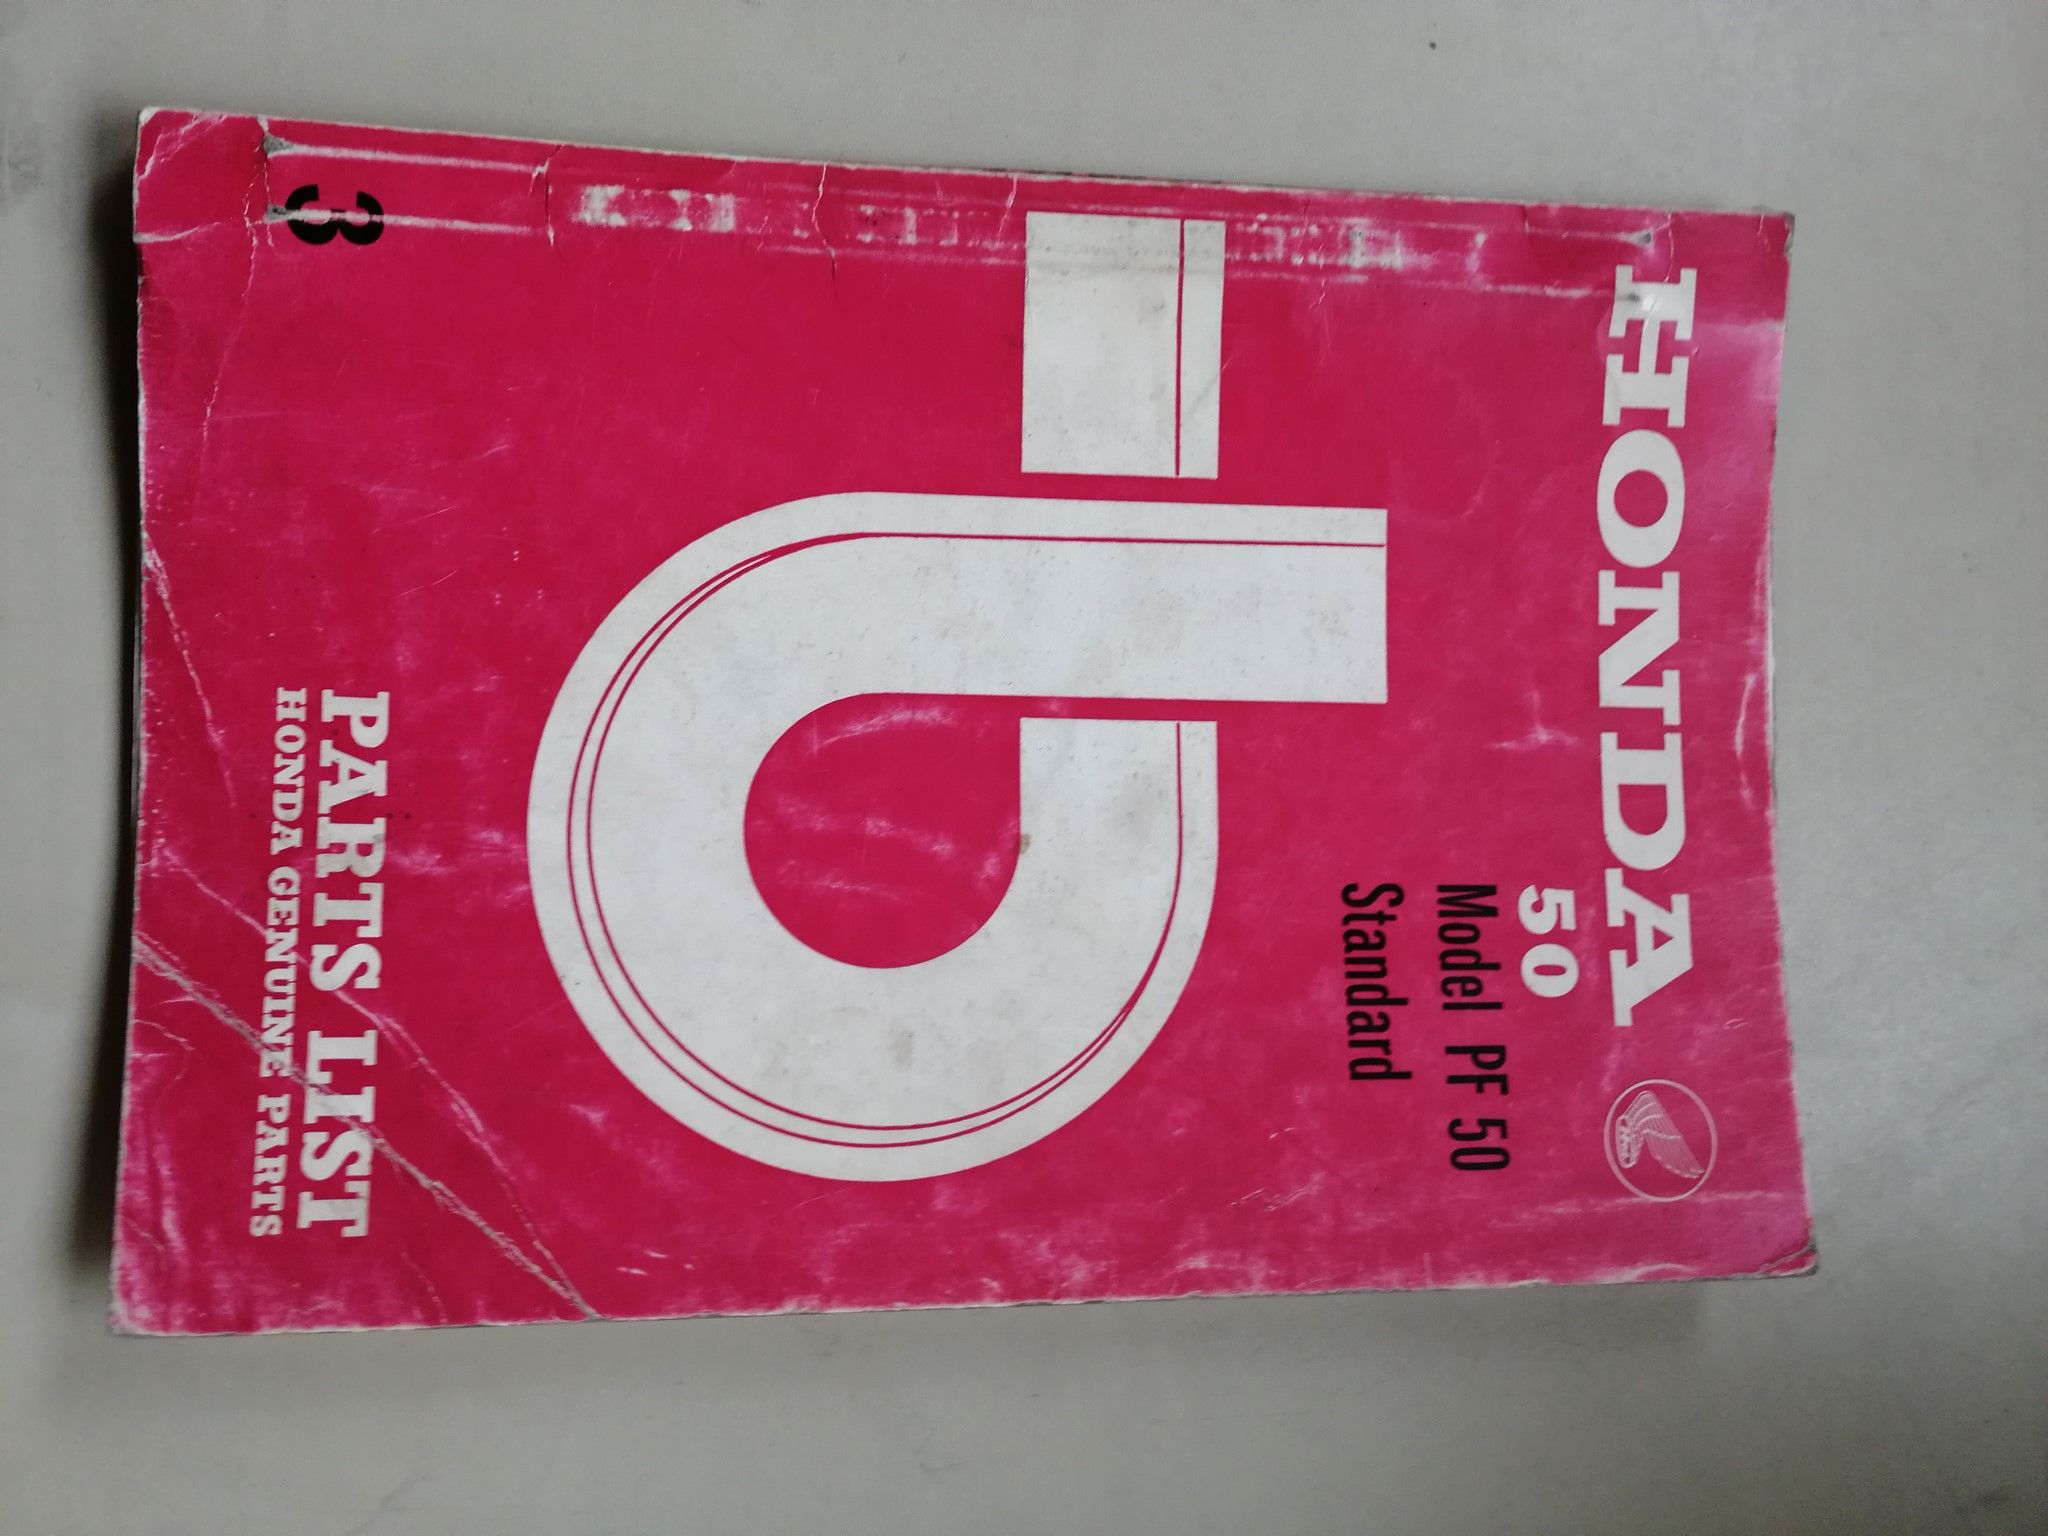 HONDA
50
Model PF 50
Standard
PARTS LIST
HONDA GENUINE PARTS
3